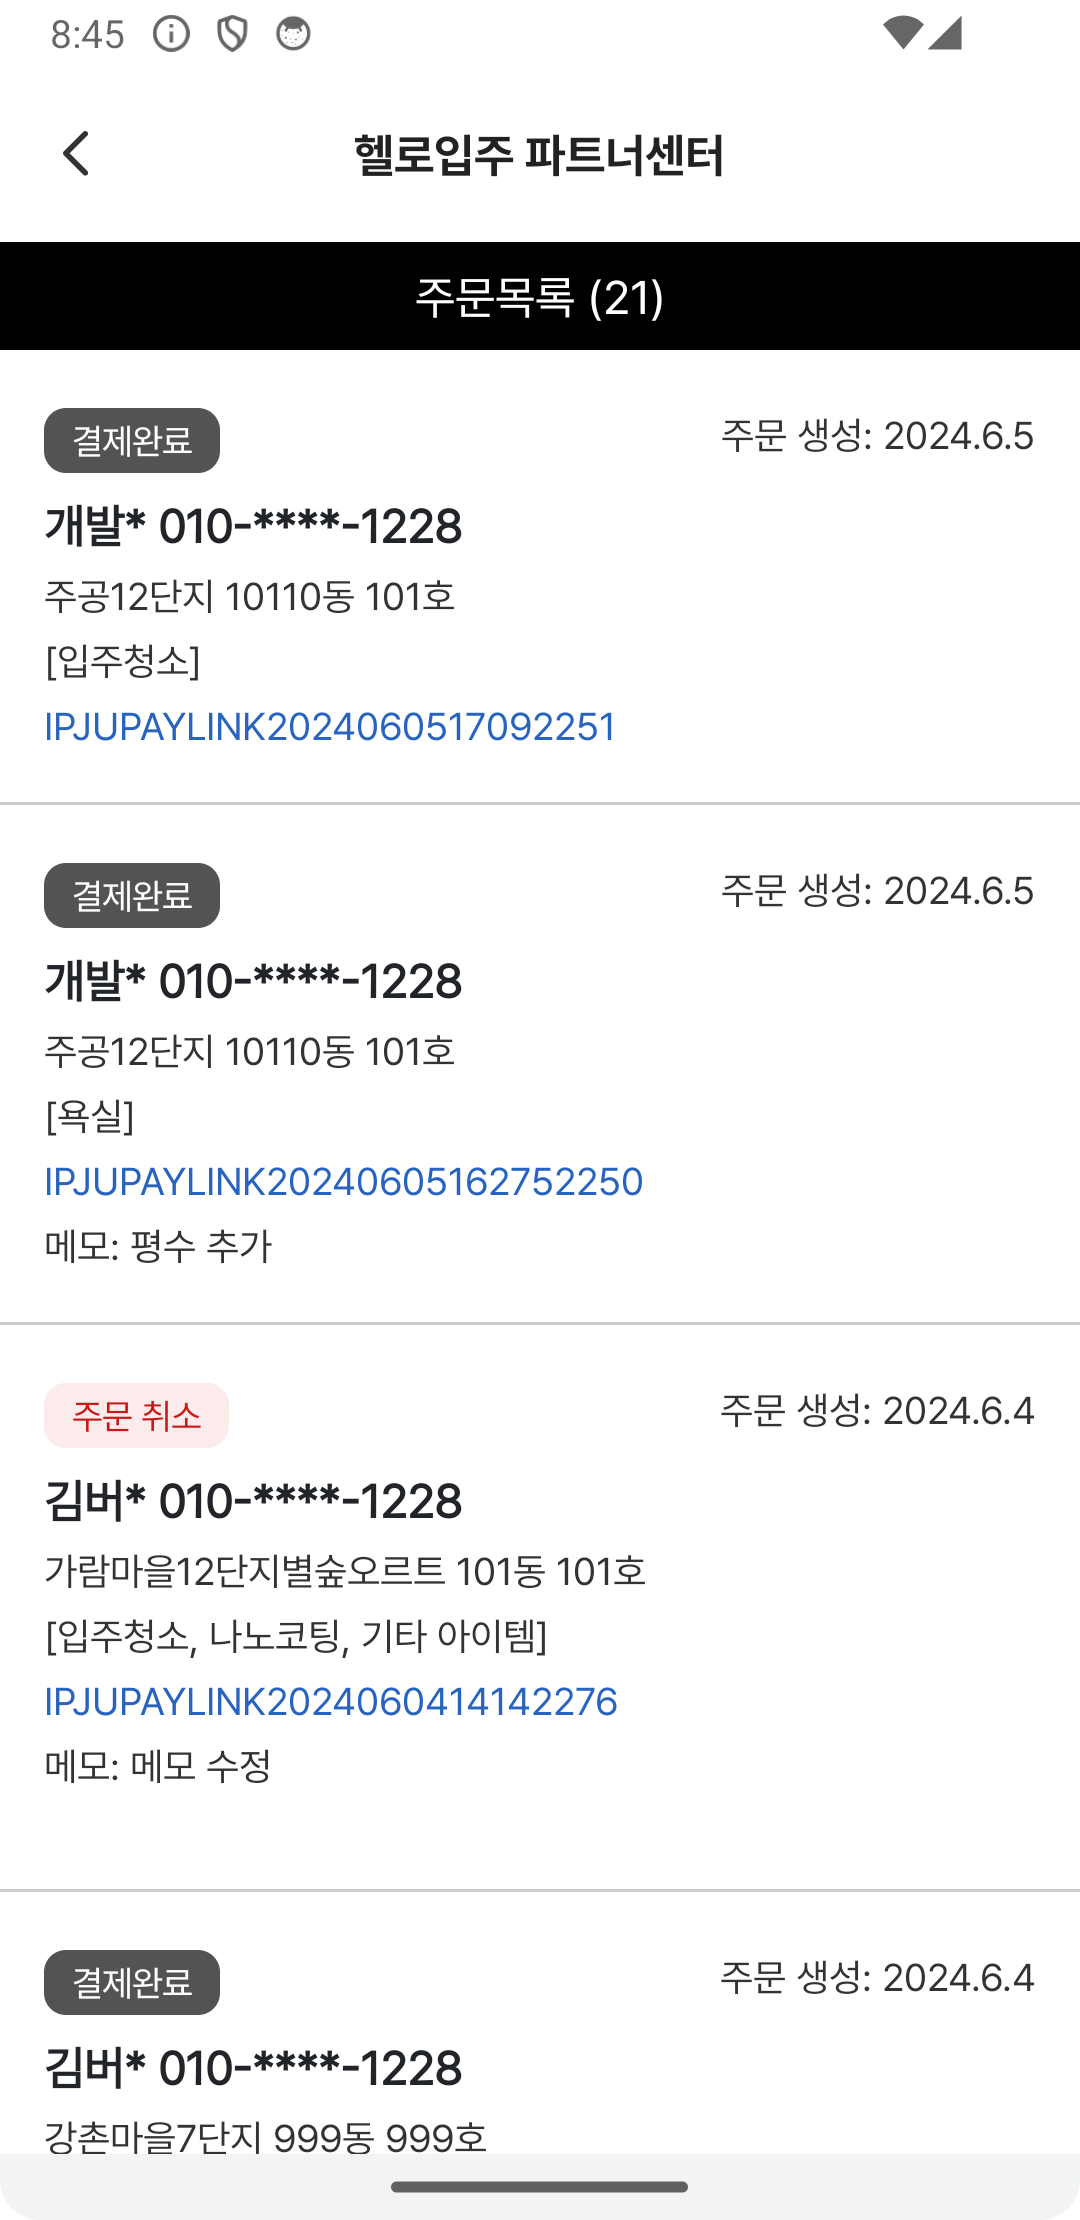 8:45
헬로입주 파트너센터
주문목록 (21)
결제완료
주문 생성: 2024.6.5
개발* 010-****-1228
주공12단지 10110동 101호
[입주청소]
IPJUPAYLINK2024060517092251
결제완료
주문 생성: 2024.6.5
개발* 010-****-1228
주공12단지 10110동 101호
[욕실]
IPJUPAYLINK20240605162752250
메모: 평수 추가
주문 취소
주문 생성: 2024.6.4
김버* 010-****-1228
가람마을12단지별숲오르트 101동 101호
[입주청소, 나노코팅, 기타 아이템]
IPJUPAYLINK2024060414142276
메모: 메모 수정
결제완료
주문 생성: 2024.6.4
김버* 010-****-1228
강촌마을7단지 999동 999호